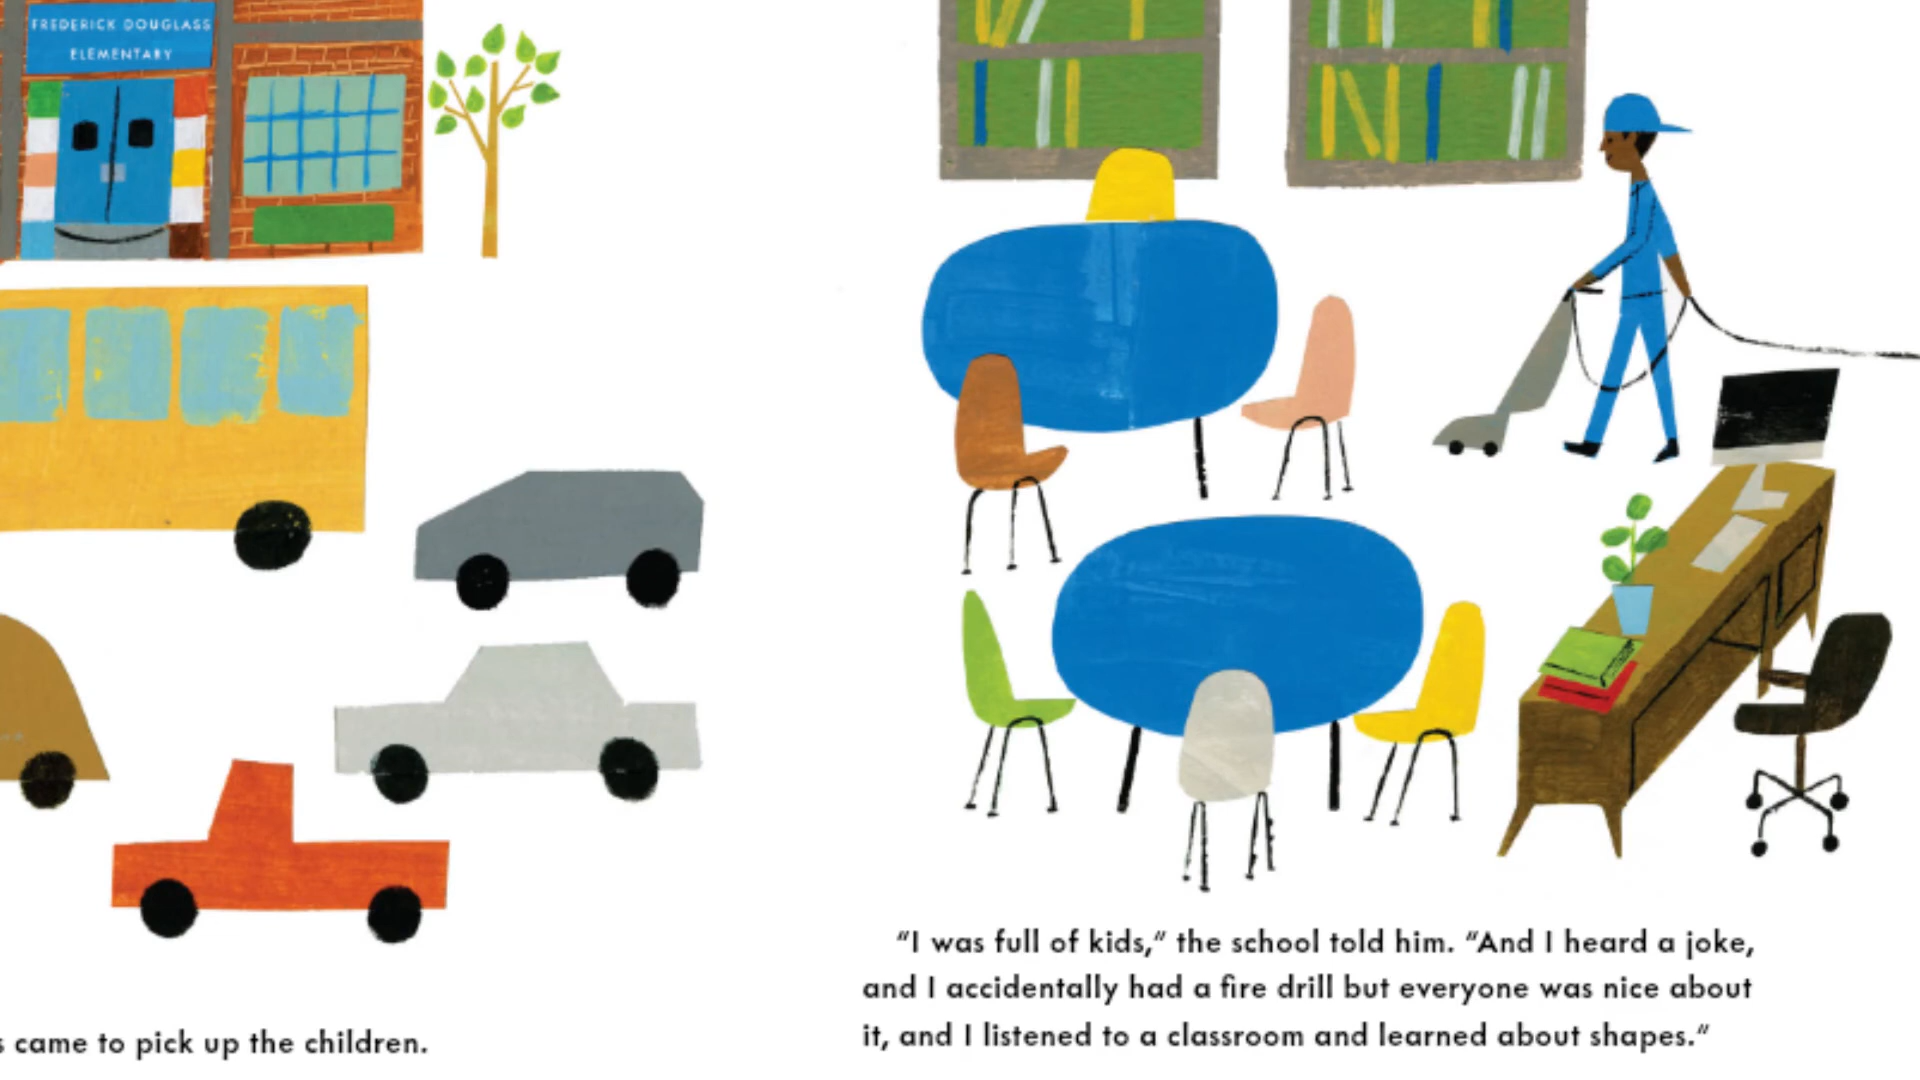 FREDERICK DOUGLASS
ELEMENTARY
came to pick up the children.
“I was full of kids,” the school told him. “And I heard a joke,
and I accidentally had a fire drill but everyone was nice about
it, and I listened to a classroom and learned about shapes.”